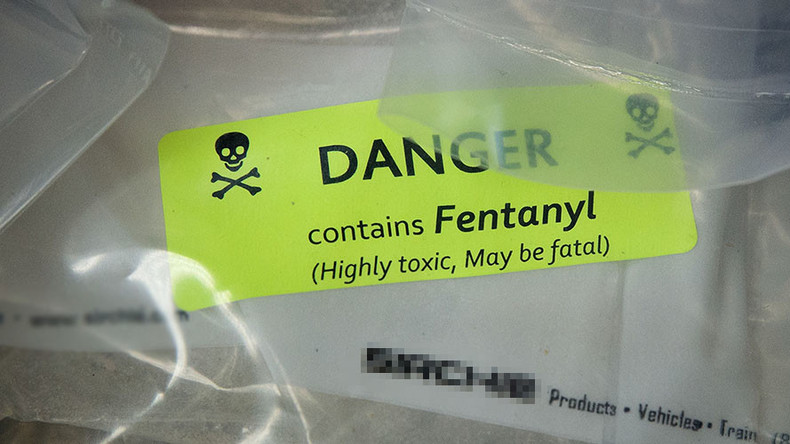 DANGER
contains Fentanyl
(Highly toxic, May be fatal)
Products • Vehicles • Train